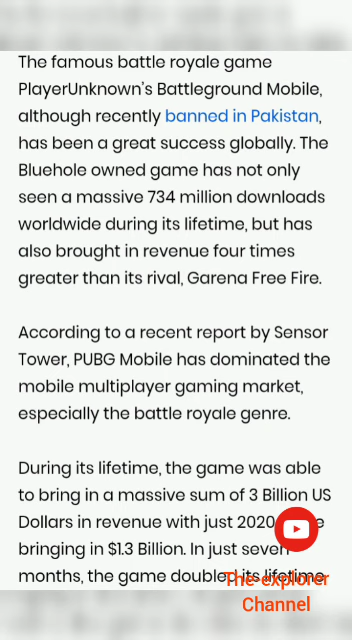 The famous battle royale game
PlayerUnknown's Battleground Mobile,
although recently banned in Pakistan,
has been a great success globally. The
Bluehole owned game has not only
seen a massive 734 million downloads
worldwide during its lifetime, but has
also brought in revenue four times
greater than its rival, Garena Free Fire.
According to a recent report by Sensor
Tower, PUBG Mobile has dominated the
mobile multiplayer gaming market,
especially the battle royale genre.
During its lifetime, the game was able
to bring in a massive sum of 3 Billion US
Dollars in revenue with just 2020
bringing in $1.3 Billion. In just seven
months, the game doubled its lifetime
The explorer
Channel